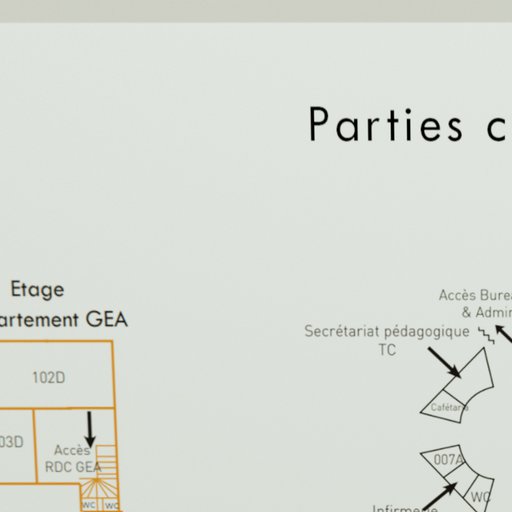 Parties c
Etage
artement GEA
102D
03D
Accès
RDC GEA
WC WC
Accès Burea
& Admin
Secrétariat pédagogique
TC
Cafétaria
007A
WC
Infirmerie